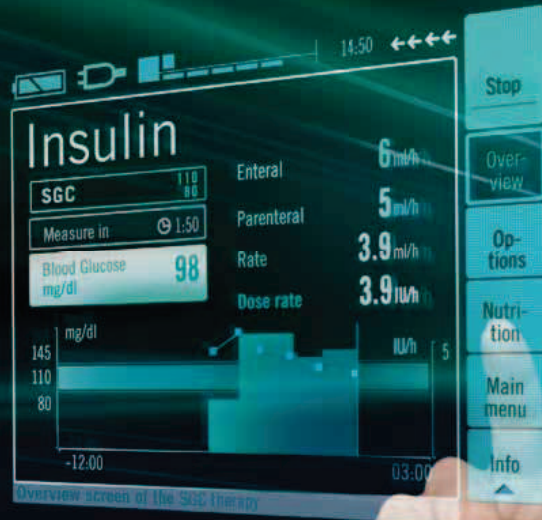 14:50
Insulin
SGC 110 80
Measure in 1:50
Blood Glucose
mg/dl 98
Enteral 6 ml/h
Parenteral 5 ml/h
Rate 3.9 ml/h
Dose rate 3.9 IU/h
mg/dl
145
110
80
IU/h 5
-12:00
03:00
Overview screen of the SGC therapy
Stop
Over-
view
Op-
tions
Nutri-
tion
Main
menu
Info